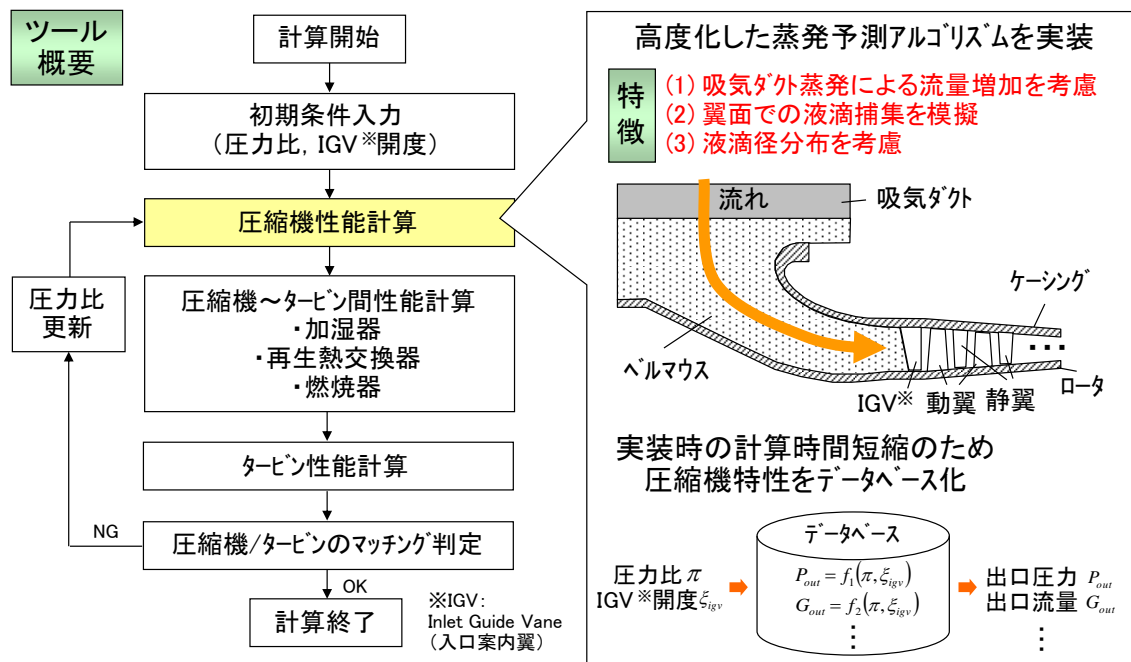 ツール
概要
計算開始
初期条件入力
(圧力比, IGV※開度)
圧縮機性能計算
圧縮機～タービン間性能計算
・加湿器
・再生熱交換器
・燃焼器
圧力比
更新
タービン性能計算
NG
圧縮機/タービンのマッチング判定
OK
計算終了
※IGV:
Inlet Guide Vane
(入口案内翼)
高度化した蒸発予測アルゴリズムを実装
特
徴
(1) 吸気ダクト蒸発による流量増加を考慮
(2) 翼面での液滴捕集を模擬
(3) 液滴径分布を考慮
流れ
吸気ダクト
ケーシング
ベルマウス
IGV※
動翼
静翼
ロータ
実装時の計算時間短縮のため
圧縮機特性をデータベース化
データベース
圧力比 π
IGV※開度ξigv
Pout = f1(π, ξigv)
Gout = f2(π, ξigv)
⋮
出口圧力 Pout
出口流量 Gout
⋮